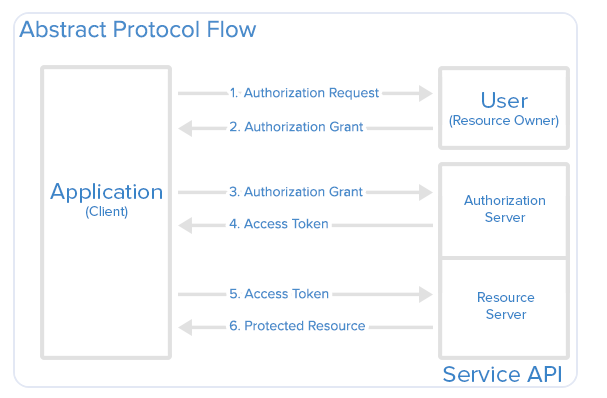 Abstract Protocol Flow
Application
(Client)
1. Authorization Request
2. Authorization Grant
User
(Resource Owner)
3. Authorization Grant
4. Access Token
Authorization
Server
5. Access Token
6. Protected Resource
Resource
Server
Service API